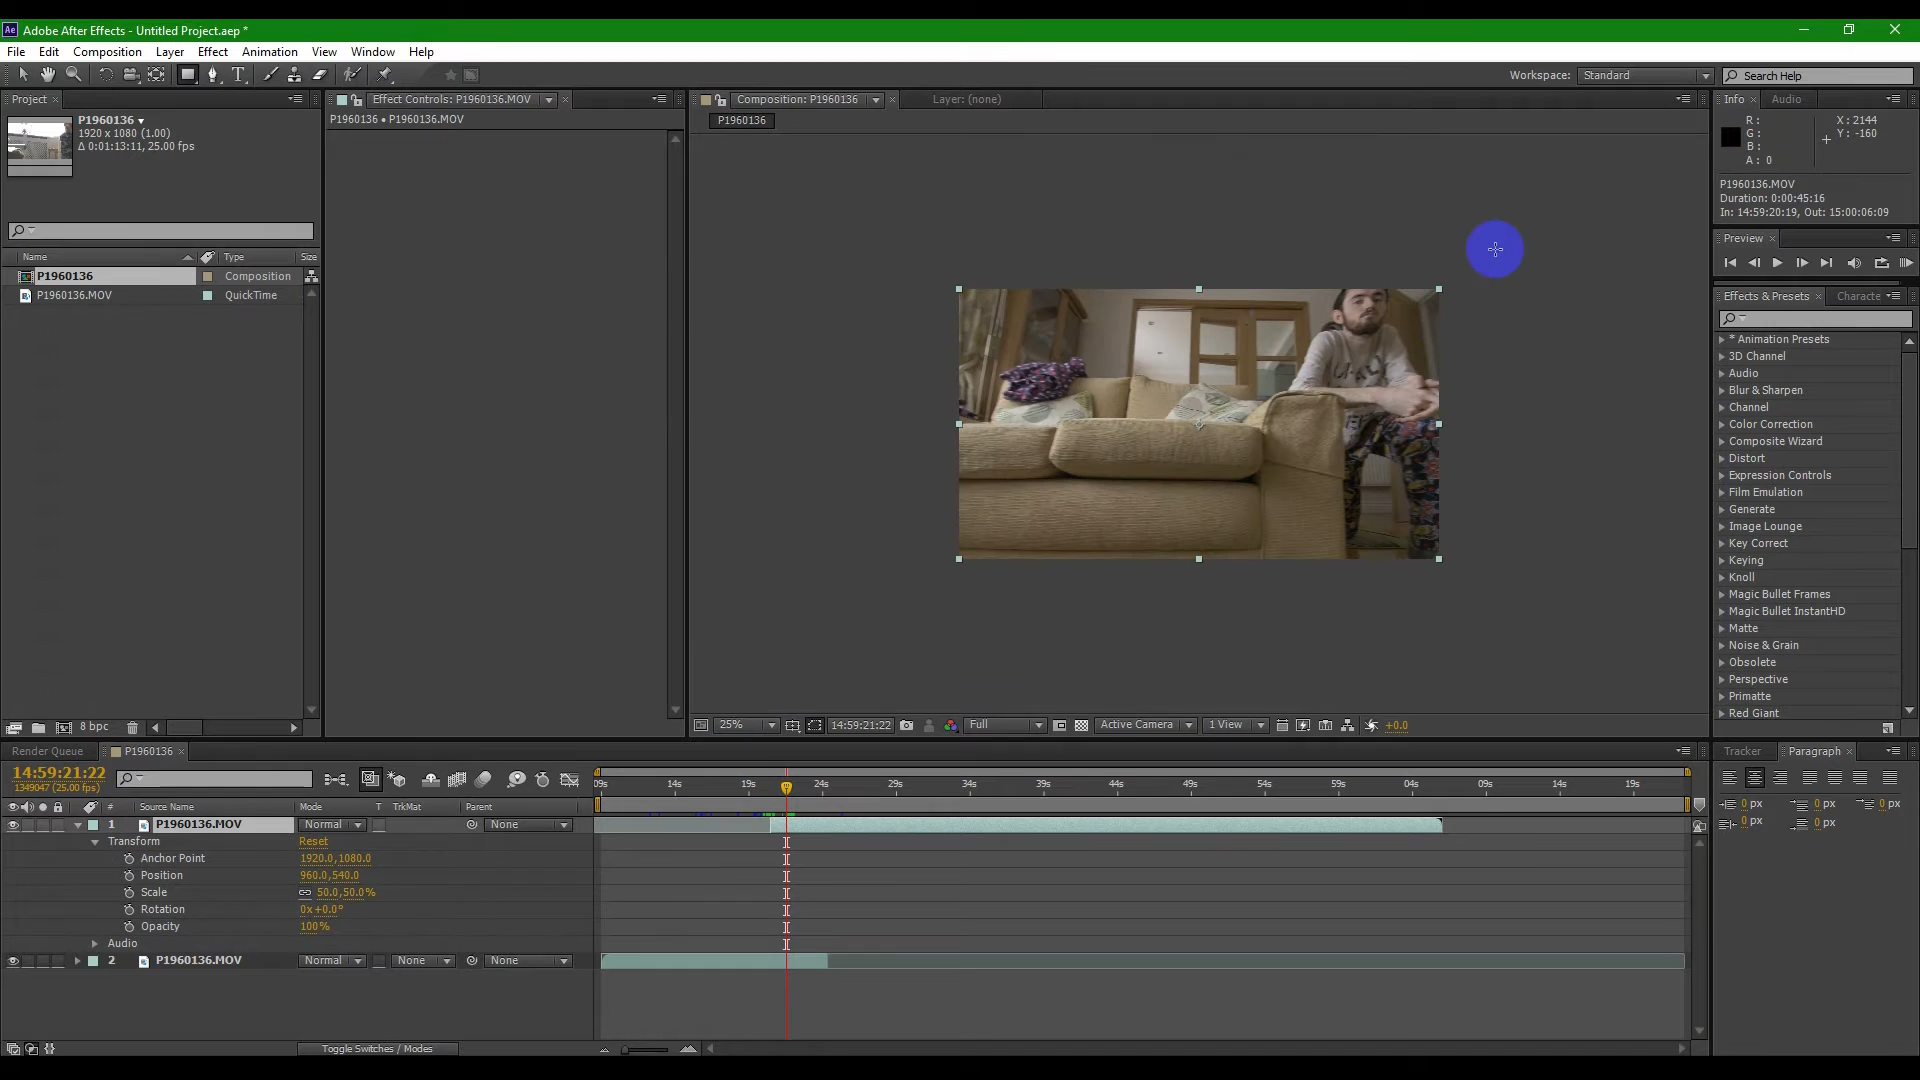 Adobe After Effects - Untitled Project.aep *
File Edit Composition Layer Effect Animation View Window Help
Workspace: Standard Search Help
Project
P1960136
1920 x 1080 (1.00)
Δ 0:01:13:11, 25.00 fps
Name Type Size
P1960136 Composition
P1960136.MOV QuickTime
8 bpc
Effect Controls: P1960136.MOV
P1960136 • P1960136.MOV
Composition: P1960136 Layer: (none)
P1960136
25% 14:59:21:22 Full Active Camera 1 View +0.0
Info Audio
R : X : 2144
G : Y : -160
B :
A : 0
P1960136.MOV
Duration: 0:00:45:16
In: 14:59:20:19, Out: 15:00:06:09
Preview
Effects & Presets Characte
* Animation Presets
3D Channel
Audio
Blur & Sharpen
Channel
Color Correction
Composite Wizard
Distort
Expression Controls
Film Emulation
Generate
Image Lounge
Key Correct
Keying
Knoll
Magic Bullet Frames
Magic Bullet InstantHD
Matte
Noise & Grain
Obsolete
Perspective
Primatte
Red Giant
Render Queue P1960136
14:59:21:22
1349047 (25.00 fps)
09s 14s 19s 24s 29s 34s 39s 44s 49s 54s 59s 04s 09s 14s 19s
# Source Name Mode T TrkMat Parent
1 P1960136.MOV Normal None
Transform Reset
Anchor Point 1920.0,1080.0
Position 960.0,540.0
Scale 50.0,50.0%
Rotation 0x+0.0°
Opacity 100%
Audio
2 P1960136.MOV Normal None None
Toggle Switches / Modes
Tracker Paragraph
0 px 0 px 0 px
0 px 0 px